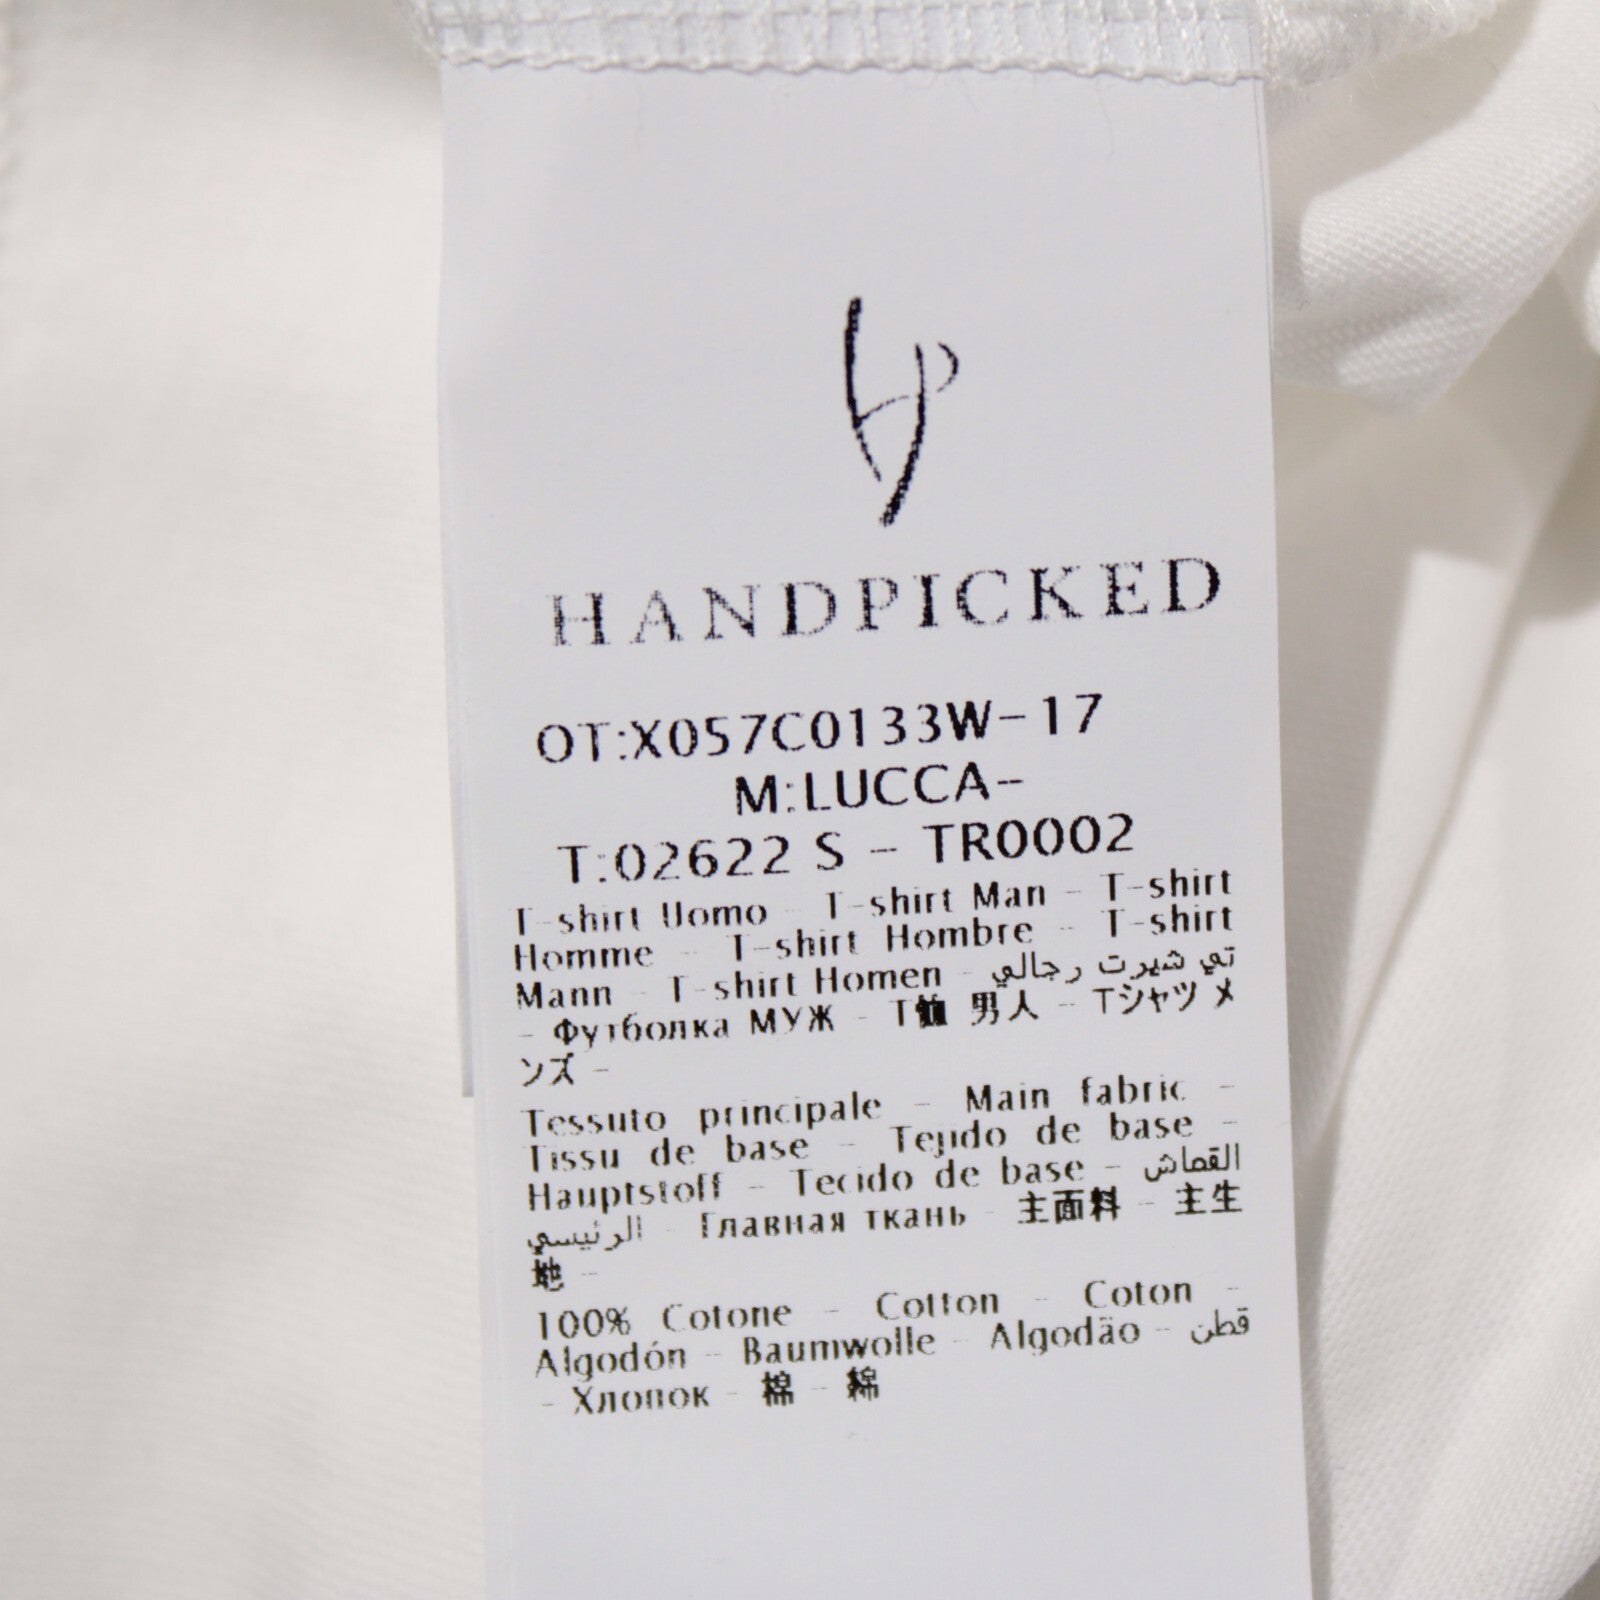 HANDPICKED
OT:X057C0133W-17
M:LUCCA-
T:02622 S - TR0002
T-shirt Uomo - T-shirt Man - T-shirt
Homme - T-shirt Hombre - T-shirt
Mann - T-shirt Homen - تي شيرت رجالي
- Футболка МУЖ - T恤 男人 - Tシャツ メ
ンズ -
Tessuto principale - Main fabric -
Tissu de base - Tejido de base -
Hauptstoff - Tecido de base - القماش
الرئيسي - Главная ткань - 主面料 - 主生
地 -
100% Cotone - Cotton - Coton -
Algodón - Baumwolle - Algodão - قطن
- Хлопок - 棉 - 綿